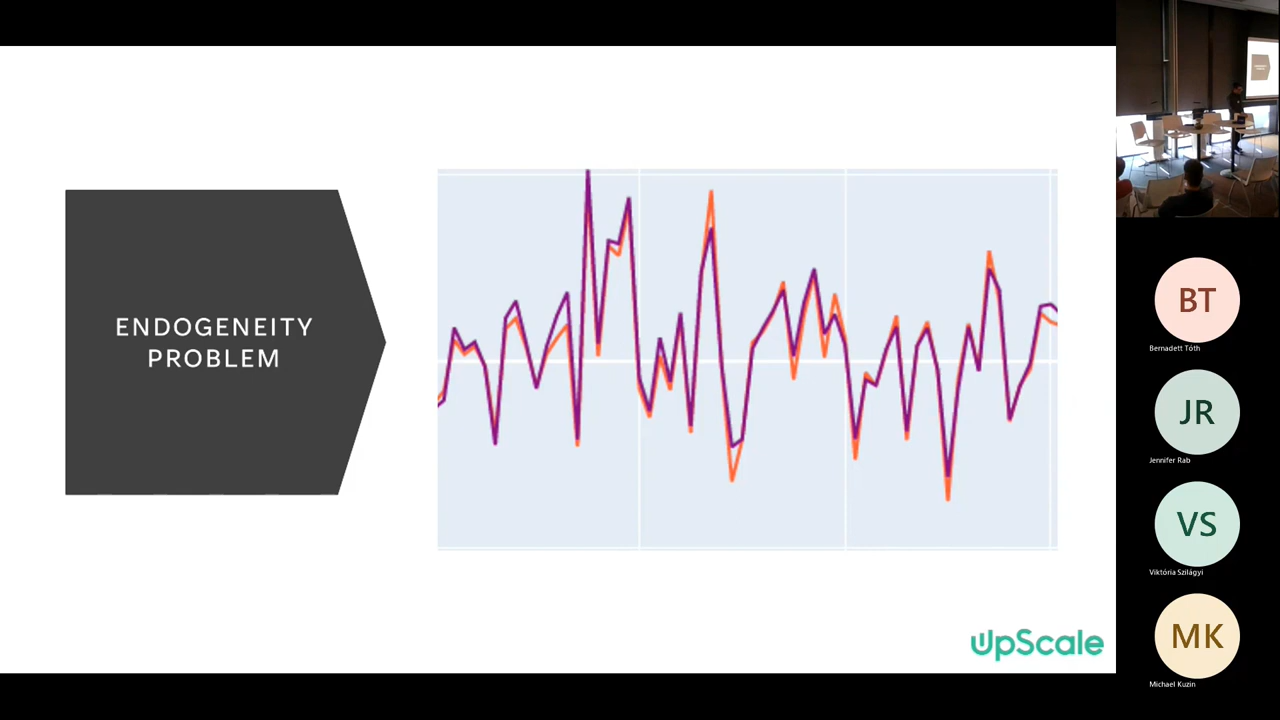 ENDOGENEITY
PROBLEM
UpScale
BT
Bernadett Tóth
JR
Jennifer Rab
VS
Viktória Szilágyi
MK
Michael Kuzin